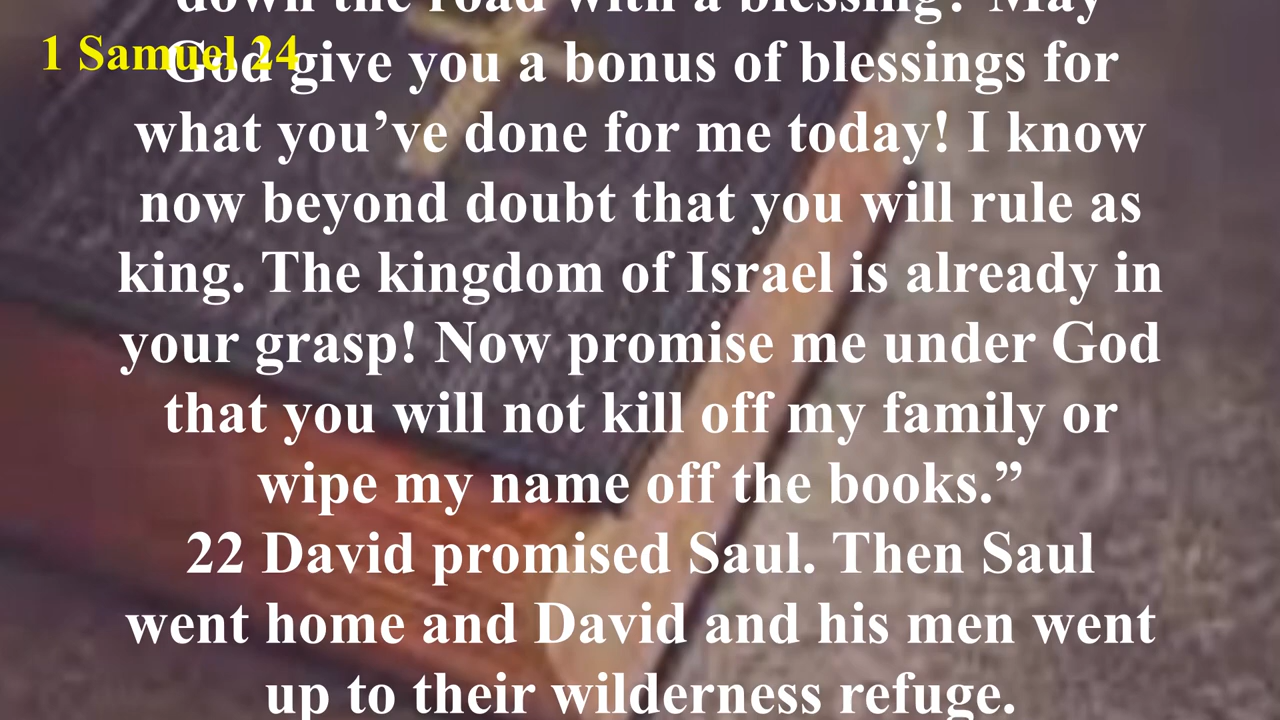 down the road with a blessing? May
1 Samuel 24
God give you a bonus of blessings for
what you’ve done for me today! I know
now beyond doubt that you will rule as
king. The kingdom of Israel is already in
your grasp! Now promise me under God
that you will not kill off my family or
wipe my name off the books.”
22 David promised Saul. Then Saul
went home and David and his men went
up to their wilderness refuge.